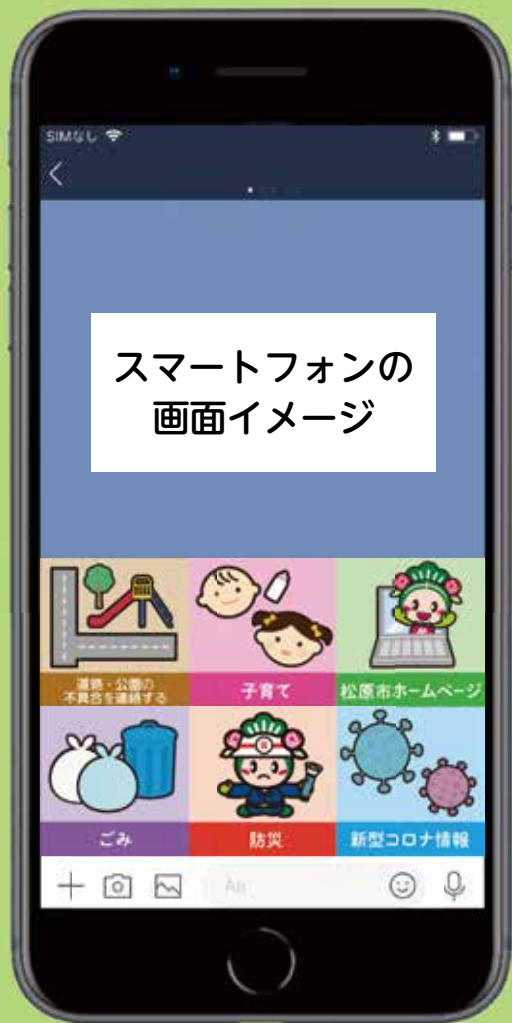 SIMなし
スマートフォンの
画面イメージ
道路・公園の
不具合を連絡する
子育て
松原市ホームページ
ごみ
防災
新型コロナ情報
Aa